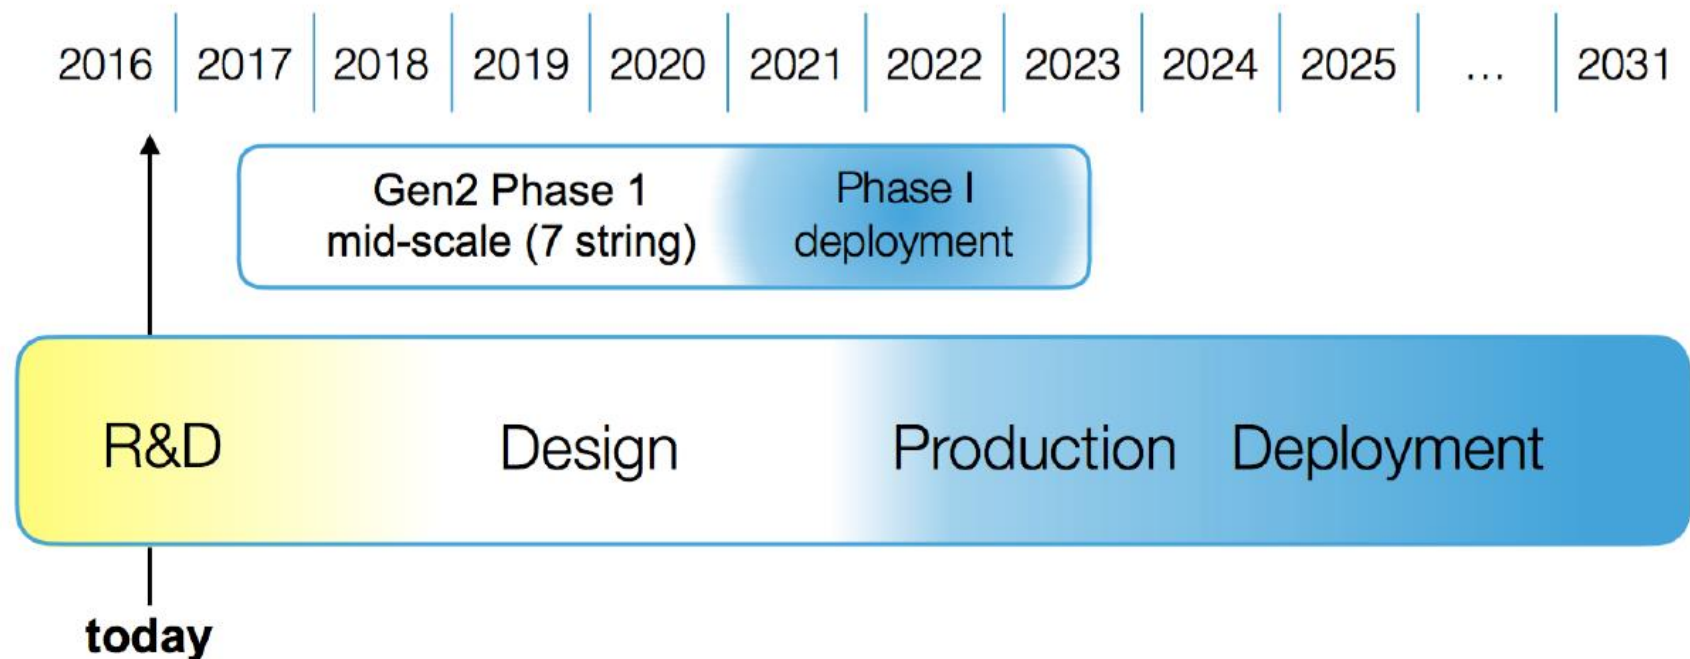 2016 2017 2018 2019 2020 2021 2022 2023 2024 2025 ... 2031
Gen2 Phase 1
mid-scale (7 string)
Phase I
deployment
R&D Design Production Deployment
today